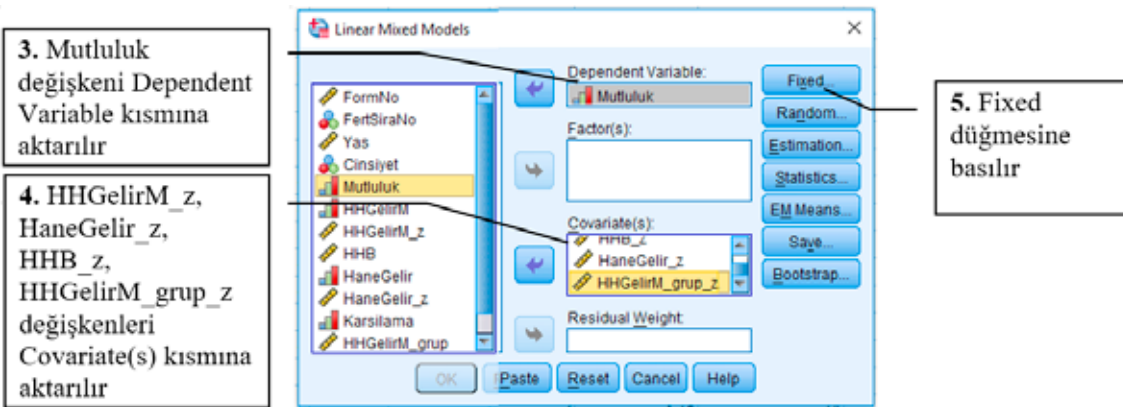 3. Mutluluk
değişkeni Dependent
Variable kısmına
aktarılır
4. HHGelirM_z,
HaneGelir_z,
HHB_z,
HHGelirM_grup_z
değişkenleri
Covariate(s) kısmına
aktarılır
Linear Mixed Models
FormNo
FertSiraNo
Yas
Cinsiyet
Mutluluk
HHGelirM
HHGelirM_z
HHB
HaneGelir
HaneGelir_z
Karsilama
HHGelirM_grup
Dependent Variable:
Mutluluk
Factor(s):
Covariate(s):
HHB_z
HaneGelir_z
HHGelirM_grup_z
Residual Weight:
Fixed...
Random...
Estimation...
Statistics...
EM Means...
Save...
Bootstrap...
OK
Paste
Reset
Cancel
Help
5. Fixed
düğmesine
basılır